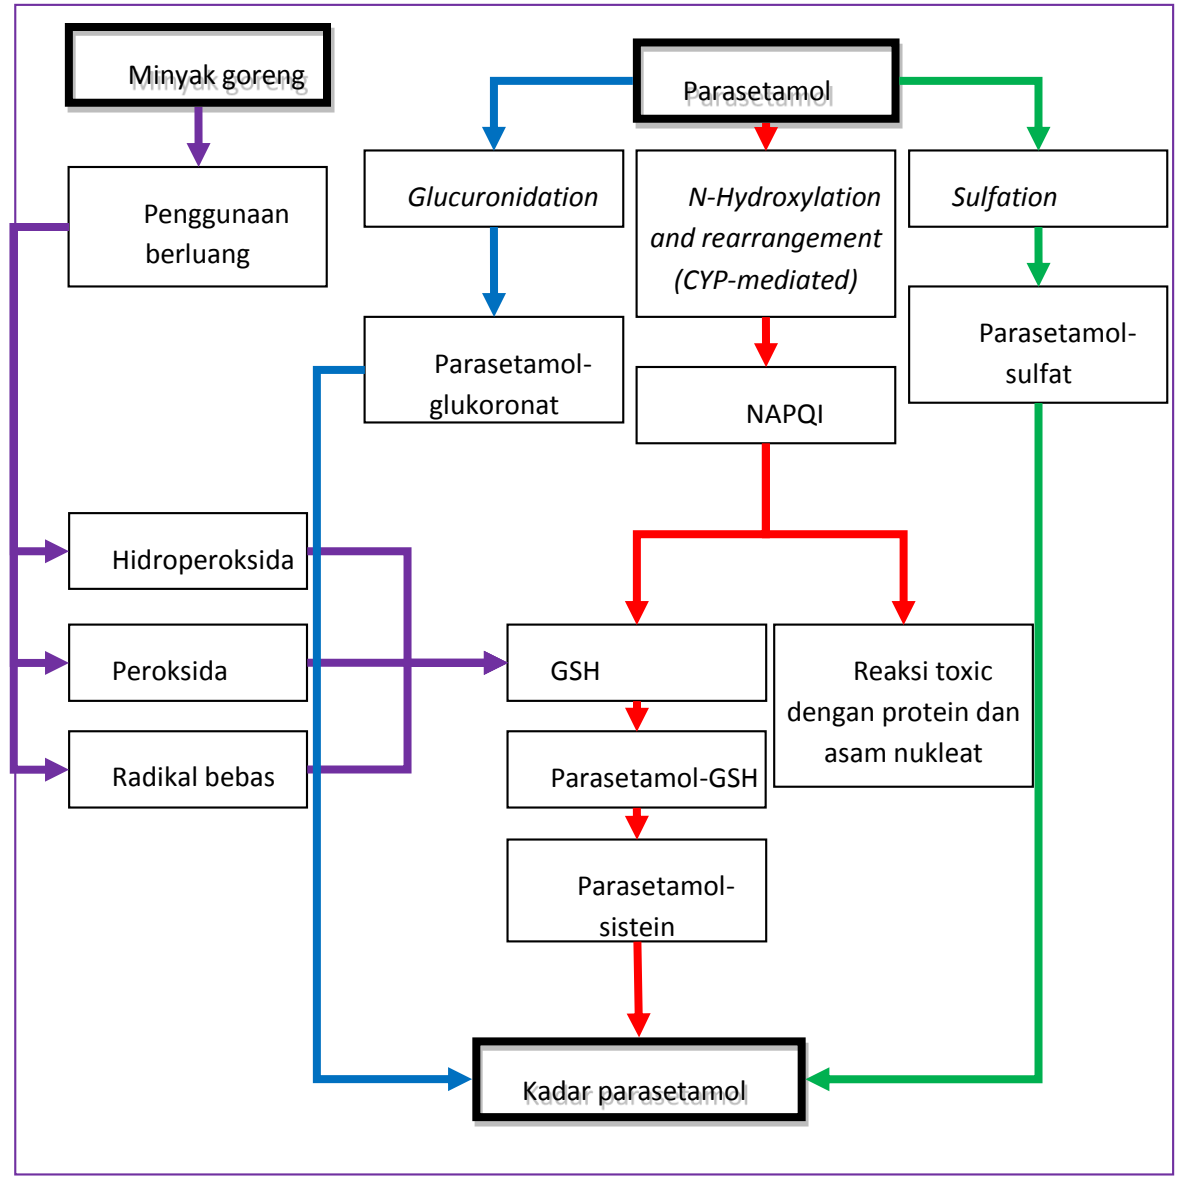 Minyak goreng
Parasetamol
Glucuronidation
N-Hydroxylation
and rearrangement
(CYP-mediated)
Sulfation
Penggunaan
berluang
Parasetamol-
glukoronat
NAPQI
Parasetamol-
sulfat
Hidroperoksida
Peroksida
Radikal bebas
GSH
Reaksi toxic
dengan protein dan
asam nukleat
Parasetamol-GSH
Parasetamol-
sistein
Kadar parasetamol